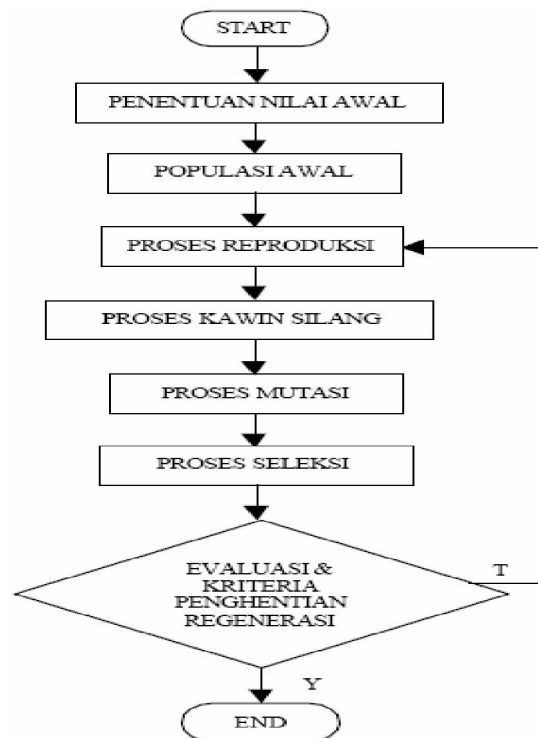 START
PENENTUAN NILAI AWAL
POPULASI AWAL
PROSES REPRODUKSI
PROSES KAWIN SILANG
PROSES MUTASI
PROSES SELEKSI
EVALUASI &
KRITERIA
PENGHENTIAN
REGENERASI
T
Y
END